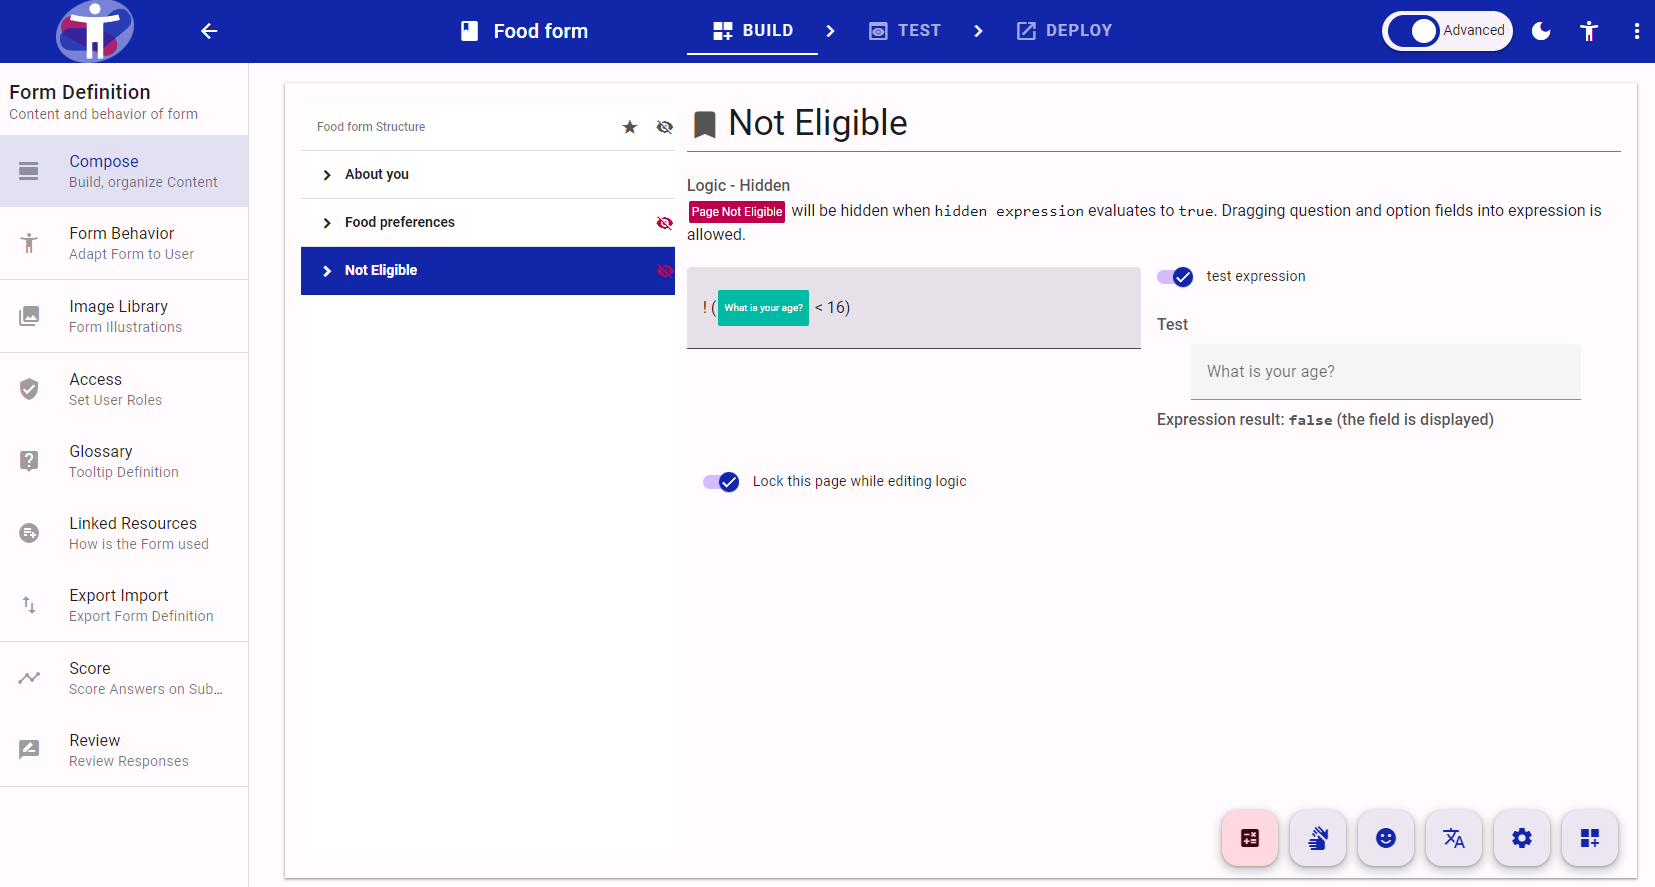 Food form
BUILD
TEST
DEPLOY
Advanced
Form Definition
Content and behavior of form
Compose
Build, organize Content
Form Behavior
Adapt Form to User
Image Library
Form Illustrations
Access
Set User Roles
Glossary
Tooltip Definition
Linked Resources
How is the Form used
Export Import
Export Form Definition
Score
Score Answers on Sub...
Review
Review Responses
Food form Structure
About you
Food preferences
Not Eligible
Not Eligible
Logic - Hidden
Page Not Eligible will be hidden when hidden expression evaluates to true. Dragging question and option fields into expression is
allowed.
! ( What is your age? < 16)
test expression
Test
What is your age?
Expression result: false (the field is displayed)
Lock this page while editing logic